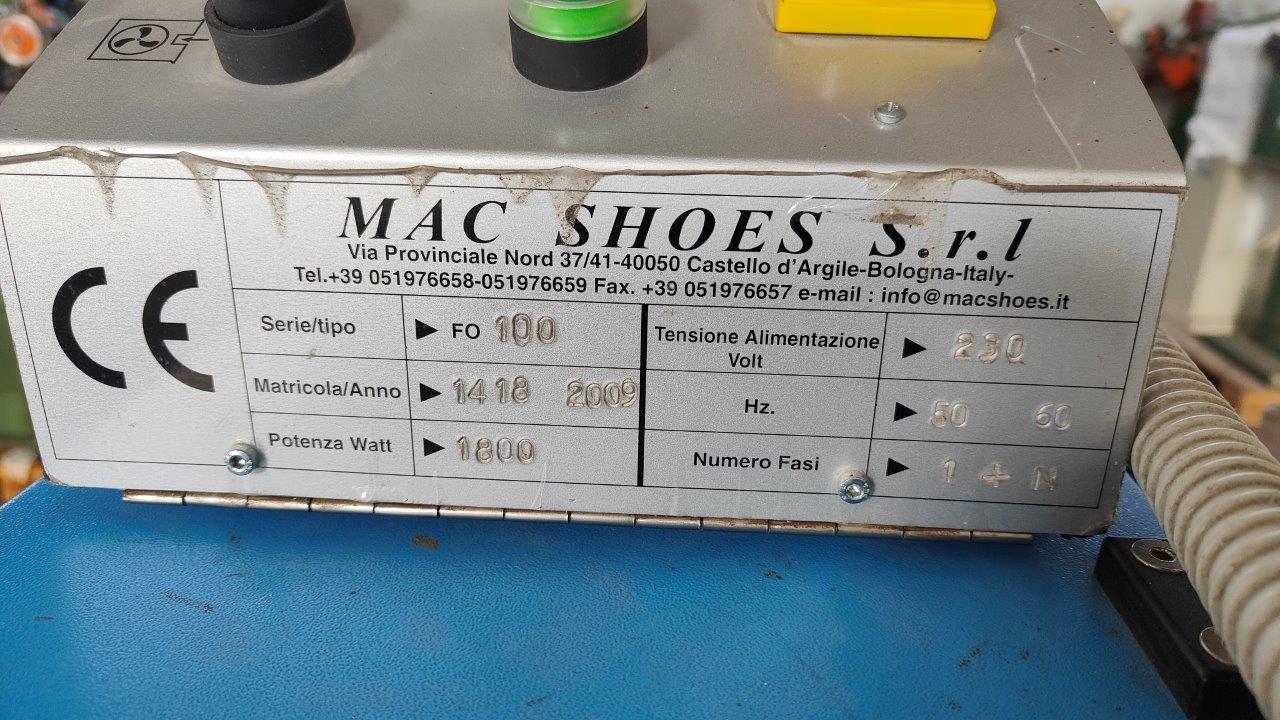 MAC SHOES S.r.l
Via Provinciale Nord 37/41-40050 Castello d'Argile-Bologna-Italy-
Tel.+39 051976658-051976659 Fax. +39 051976657 e-mail : info@macshoes.it
CE
Serie/tipo ► FO 100
Matricola/Anno ► 1418 2009
Potenza Watt ► 1800
Tensione Alimentazione
Volt ► 230
Hz. ► 50 60
Numero Fasi ► 1 + N